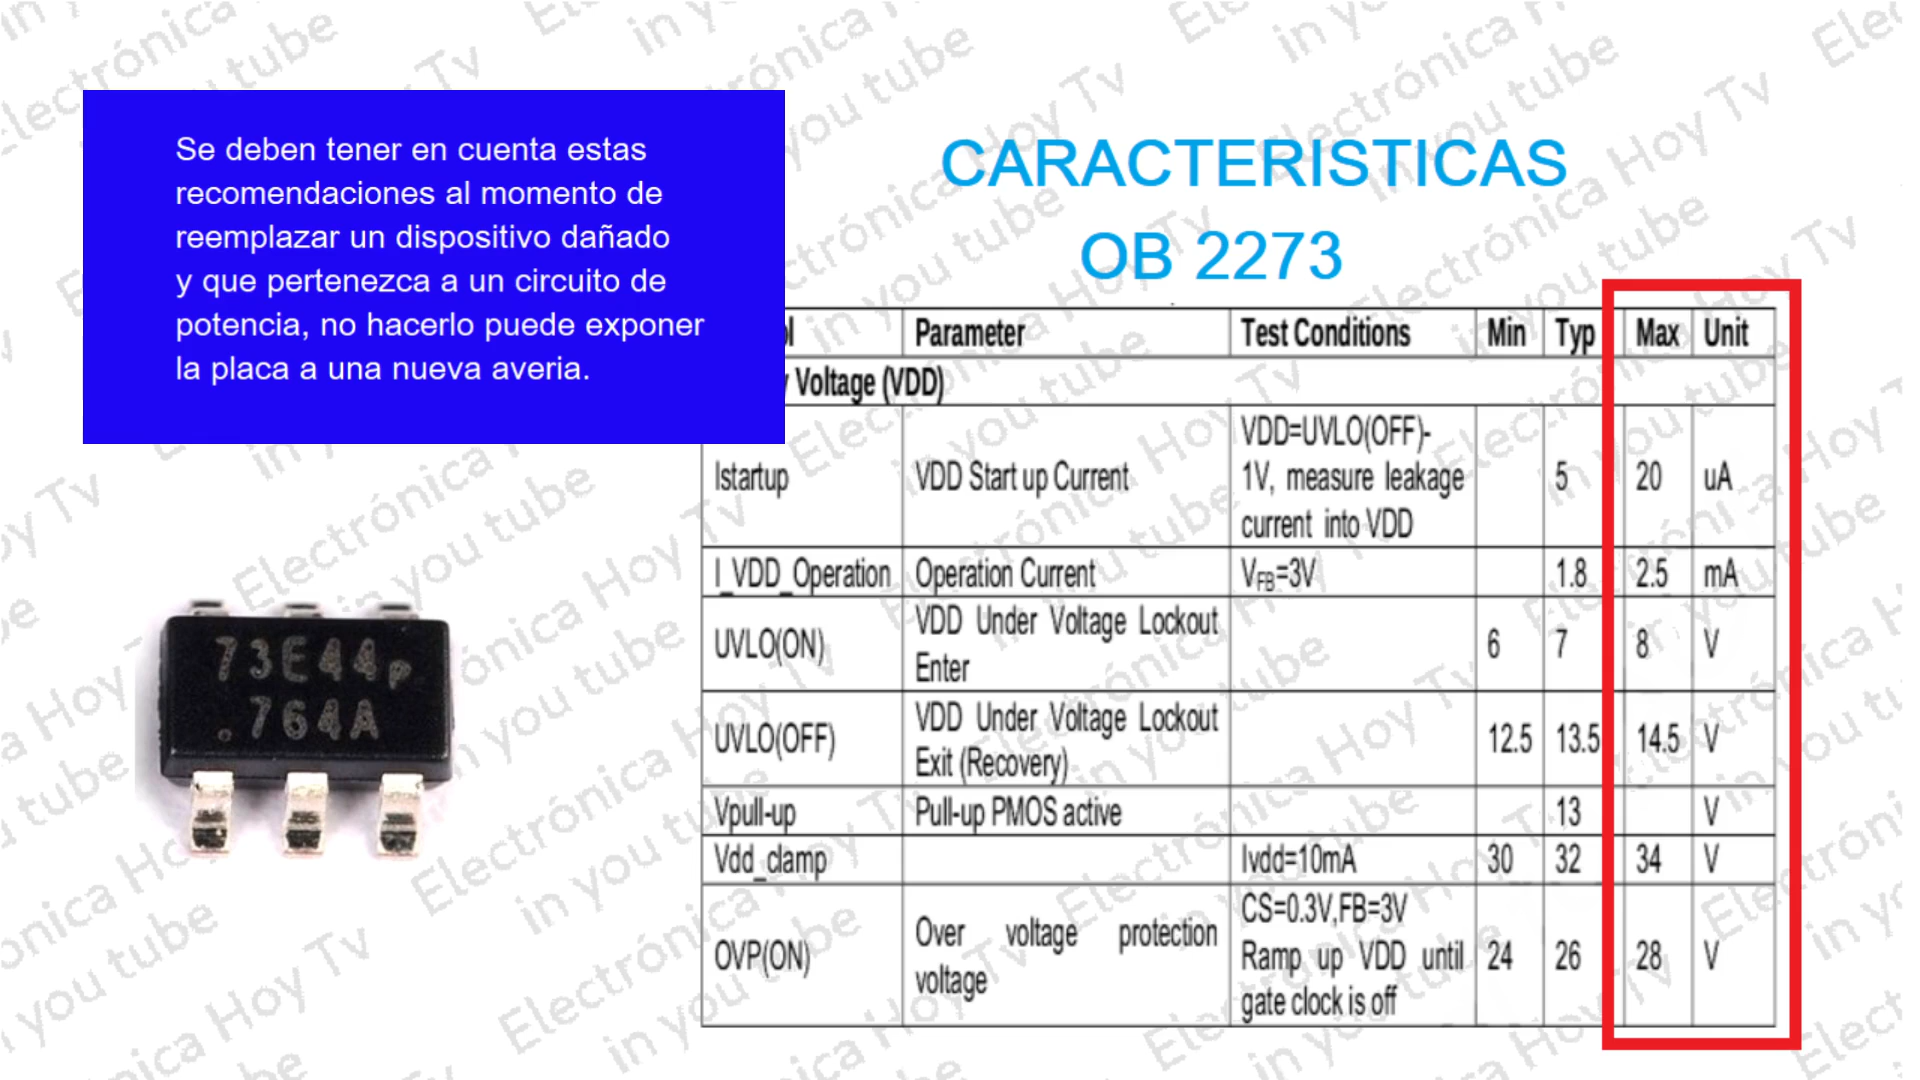 Se deben tener en cuenta estas
recomendaciones al momento de
reemplazar un dispositivo dañado
y que pertenezca a un circuito de
potencia, no hacerlo puede exponer
la placa a una nueva averia.
CARACTERISTICAS
OB 2273
Parameter Test Conditions Min Typ Max Unit
Voltage (VDD)
Istartup VDD Start up Current VDD=UVLO(OFF)-
1V, measure leakage
current into VDD 5 20 uA
I_VDD_Operation Operation Current VFB=3V 1.8 2.5 mA
UVLO(ON) VDD Under Voltage Lockout
Enter 6 7 8 V
UVLO(OFF) VDD Under Voltage Lockout
Exit (Recovery) 12.5 13.5 14.5 V
Vpull-up Pull-up PMOS active 13 V
Vdd_clamp Ivdd=10mA 30 32 34 V
OVP(ON) Over voltage protection
voltage CS=0.3V,FB=3V
Ramp up VDD until
gate clock is off 24 26 28 V
73E44p
.764A
Electrónica Hoy Tv
in you tube